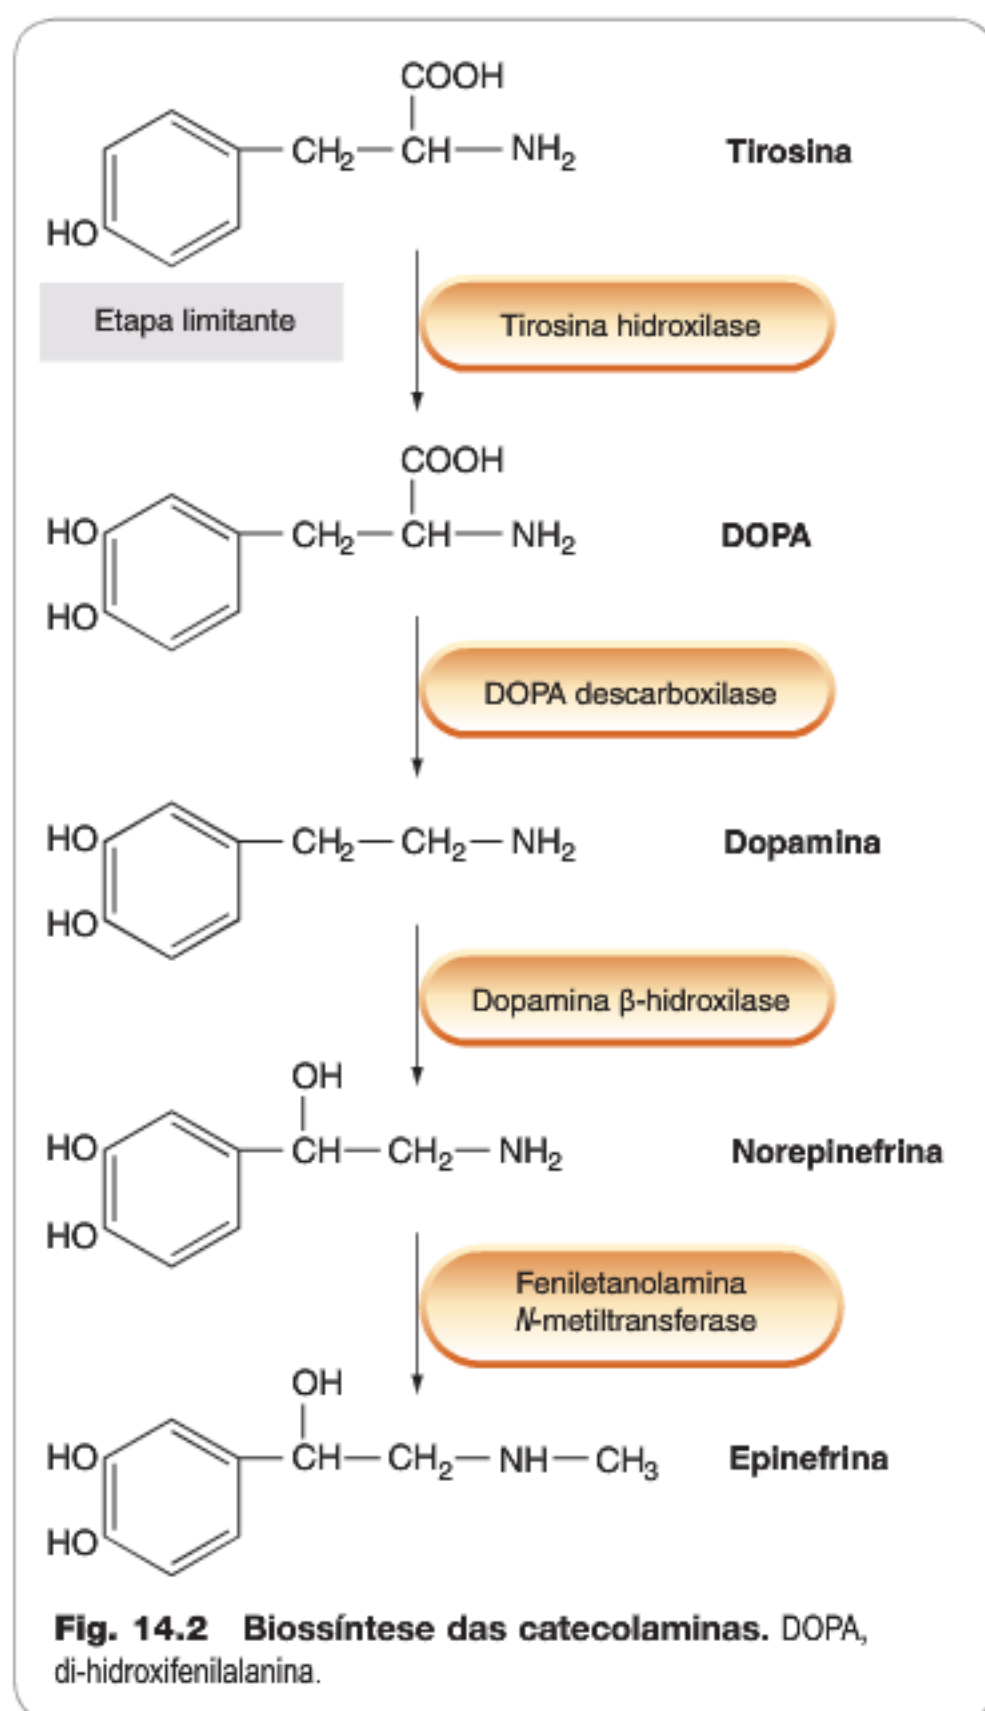 COOH
CH₂—CH—NH₂ Tirosina
HO
Etapa limitante
Tirosina hidroxilase
COOH
HO CH₂—CH—NH₂ DOPA
HO
DOPA descarboxilase
HO CH₂—CH₂—NH₂ Dopamina
HO
Dopamina β-hidroxilase
OH
HO CH—CH₂—NH₂ Norepinefrina
HO
Feniletanolamina
N-metiltransferase
OH
HO CH—CH₂—NH—CH₃ Epinefrina
HO
Fig. 14.2 Biossíntese das catecolaminas. DOPA,
di-hidroxifenilalanina.